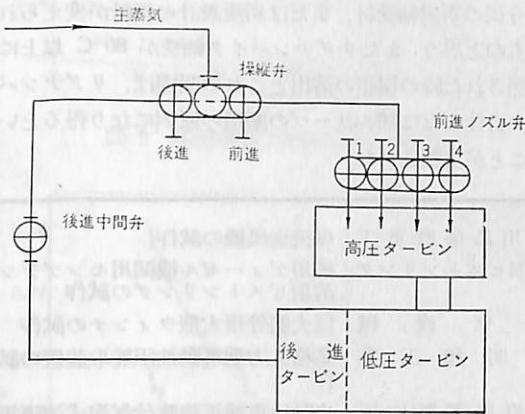 主蒸気
操縦弁
後進 前進
前進ノズル弁
1 2 3 4
後進中間弁
高圧タービン
後進
タービン
低圧タービン